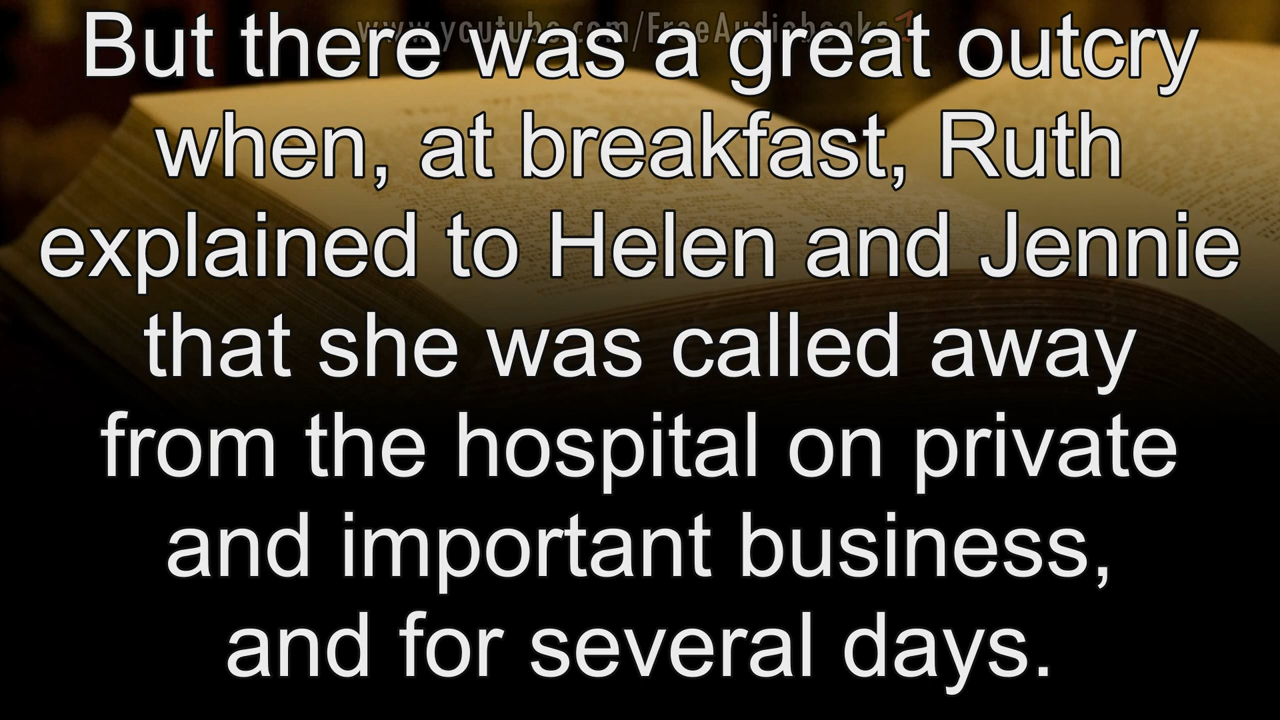 www.youtube.com/FreeAudiobooks
But there was a great outcry
when, at breakfast, Ruth
explained to Helen and Jennie
that she was called away
from the hospital on private
and important business,
and for several days.